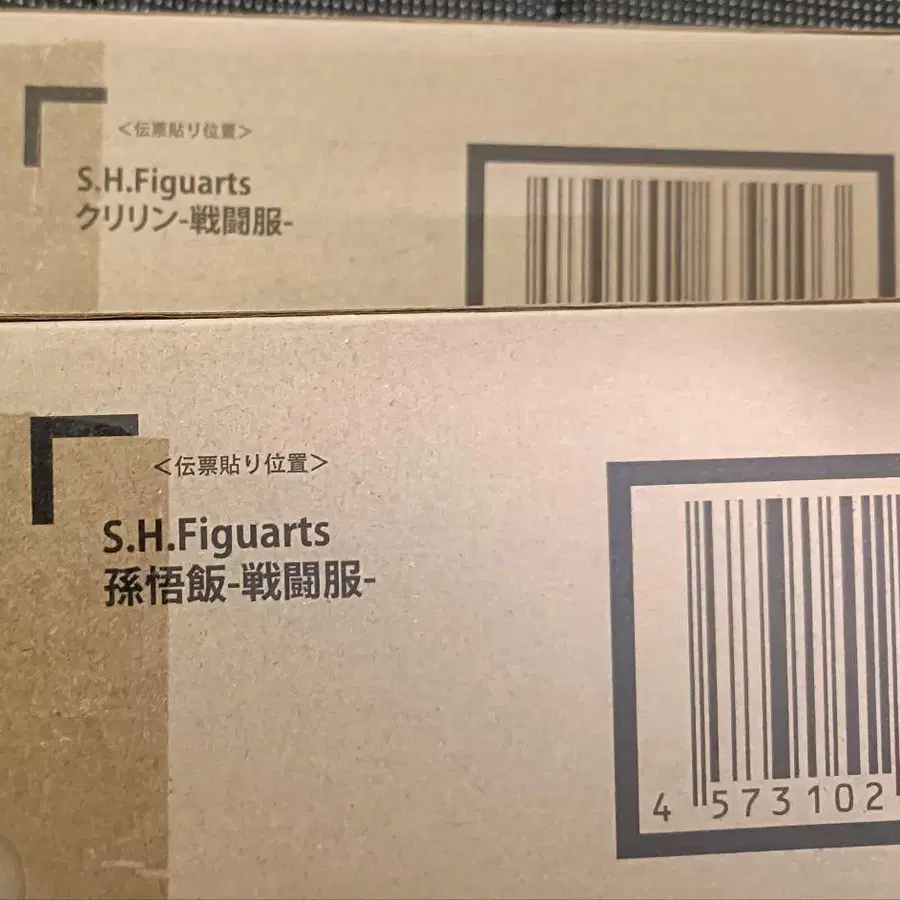 <伝票貼り位置>
S.H.Figuarts
クリリン-戦闘服-
<伝票貼り位置>
S.H.Figuarts
孫悟飯-戦闘服-
4 573102